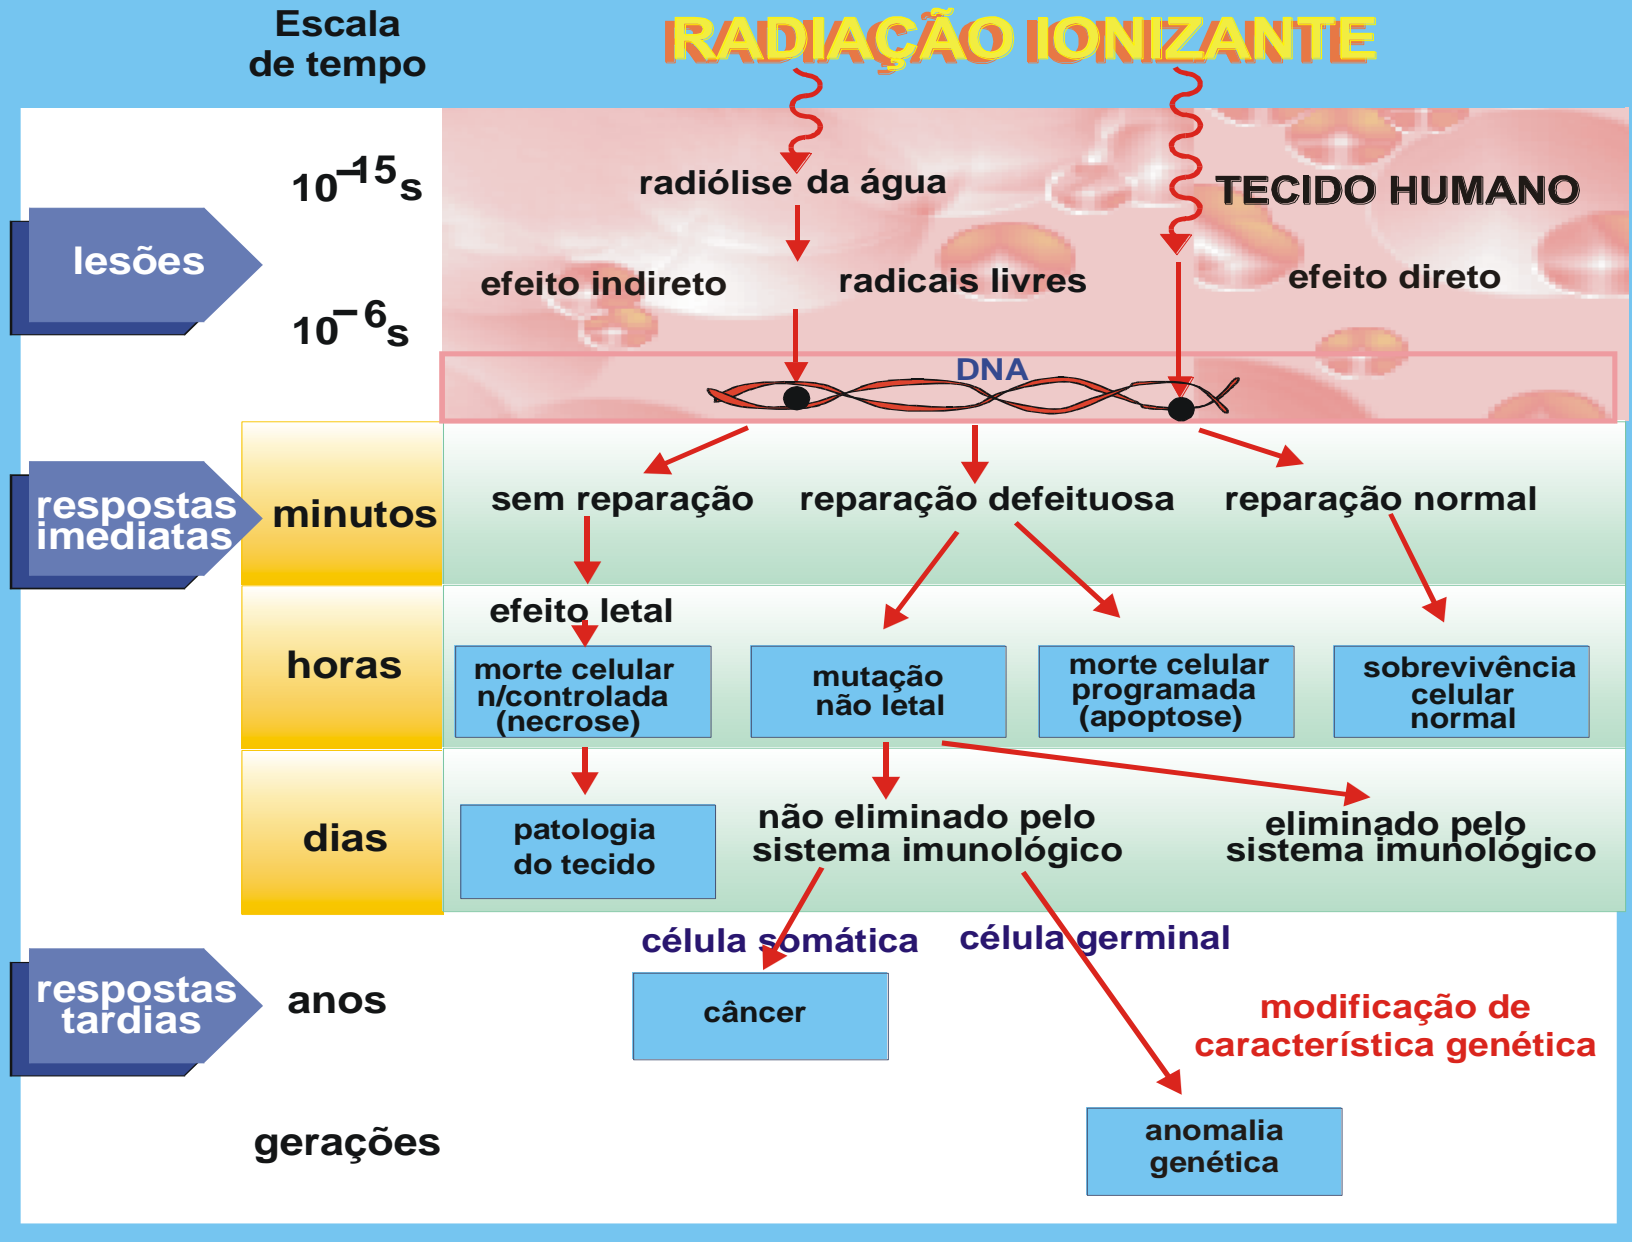 Escala
de tempo
RADIAÇÃO IONIZANTE
10⁻¹⁵s
radiólise da água
TECIDO HUMANO
lesões
efeito indireto
radicais livres
efeito direto
10⁻⁶s
DNA
respostas
imediatas
minutos
sem reparação
reparação defeituosa
reparação normal
efeito letal
horas
morte celular
n/controlada
(necrose)
mutação
não letal
morte celular
programada
(apoptose)
sobrevivência
celular
normal
dias
patologia
do tecido
não eliminado pelo
sistema imunológico
eliminado pelo
sistema imunológico
célula somática
célula germinal
respostas
tardias
anos
câncer
modificação de
característica genética
gerações
anomalia
genética